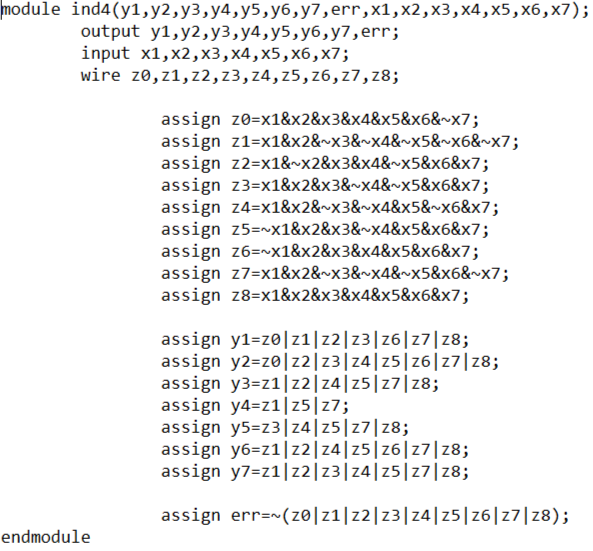 module ind4(y1,y2,y3,y4,y5,y6,y7,err,x1,x2,x3,x4,x5,x6,x7);
output y1,y2,y3,y4,y5,y6,y7,err;
input x1,x2,x3,x4,x5,x6,x7;
wire z0,z1,z2,z3,z4,z5,z6,z7,z8;
assign z0=x1&x2&x3&x4&x5&x6&~x7;
assign z1=x1&x2&~x3&~x4&~x5&~x6&~x7;
assign z2=x1&~x2&x3&x4&~x5&x6&x7;
assign z3=x1&x2&x3&~x4&~x5&x6&x7;
assign z4=x1&x2&~x3&~x4&x5&~x6&x7;
assign z5=~x1&x2&x3&~x4&x5&x6&x7;
assign z6=~x1&x2&x3&x4&x5&x6&x7;
assign z7=x1&x2&~x3&~x4&~x5&x6&~x7;
assign z8=x1&x2&x3&x4&x5&x6&x7;
assign y1=z0|z1|z2|z3|z6|z7|z8;
assign y2=z0|z2|z3|z4|z5|z6|z7|z8;
assign y3=z1|z2|z4|z5|z7|z8;
assign y4=z1|z5|z7;
assign y5=z3|z4|z5|z7|z8;
assign y6=z1|z2|z4|z5|z6|z7|z8;
assign y7=z1|z2|z3|z4|z5|z7|z8;
assign err=~(z0|z1|z2|z3|z4|z5|z6|z7|z8);
endmodule